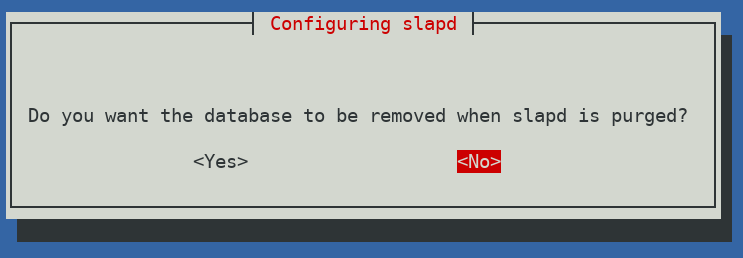 Configuring slapd
Do you want the database to be removed when slapd is purged?
<Yes> <No>